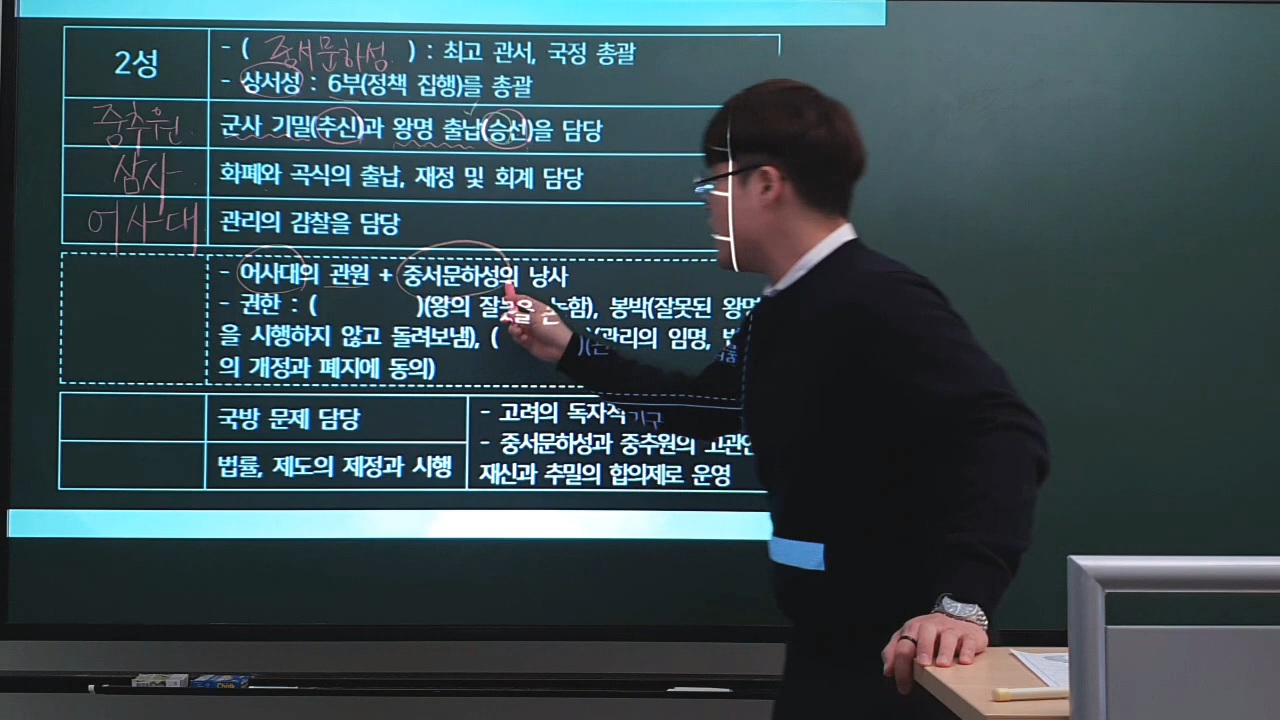 2성
- ( 중서문하성 ) : 최고 관서, 국정 총괄
- 상서성 : 6부(정책 집행)를 총괄
중추원
군사 기밀(추신)과 왕명 출납(승선)을 담당
삼사
화폐와 곡식의 출납, 재정 및 회계 담당
어사대
관리의 감찰을 담당
- 어사대의 관원 + 중서문하성의 낭사
- 권한 : ( )(왕의 잘못을 논함), 봉박(잘못된 왕명
을 시행하지 않고 돌려보냄), ( )(관리의 임명, 법률
의 개정과 폐지에 동의)
국방 문제 담당
법률, 제도의 제정과 시행
- 고려의 독자적 기구
- 중서문하성과 중추원의 고관인
재신과 추밀의 합의제로 운영